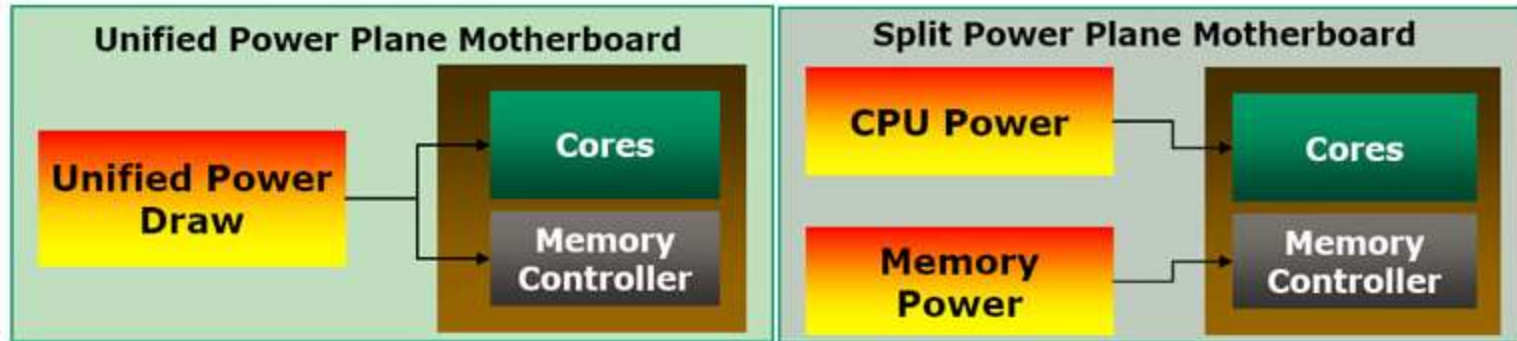 Unified Power Plane Motherboard
Unified Power
Draw
Cores
Memory
Controller
Split Power Plane Motherboard
CPU Power
Memory
Power
Cores
Memory
Controller